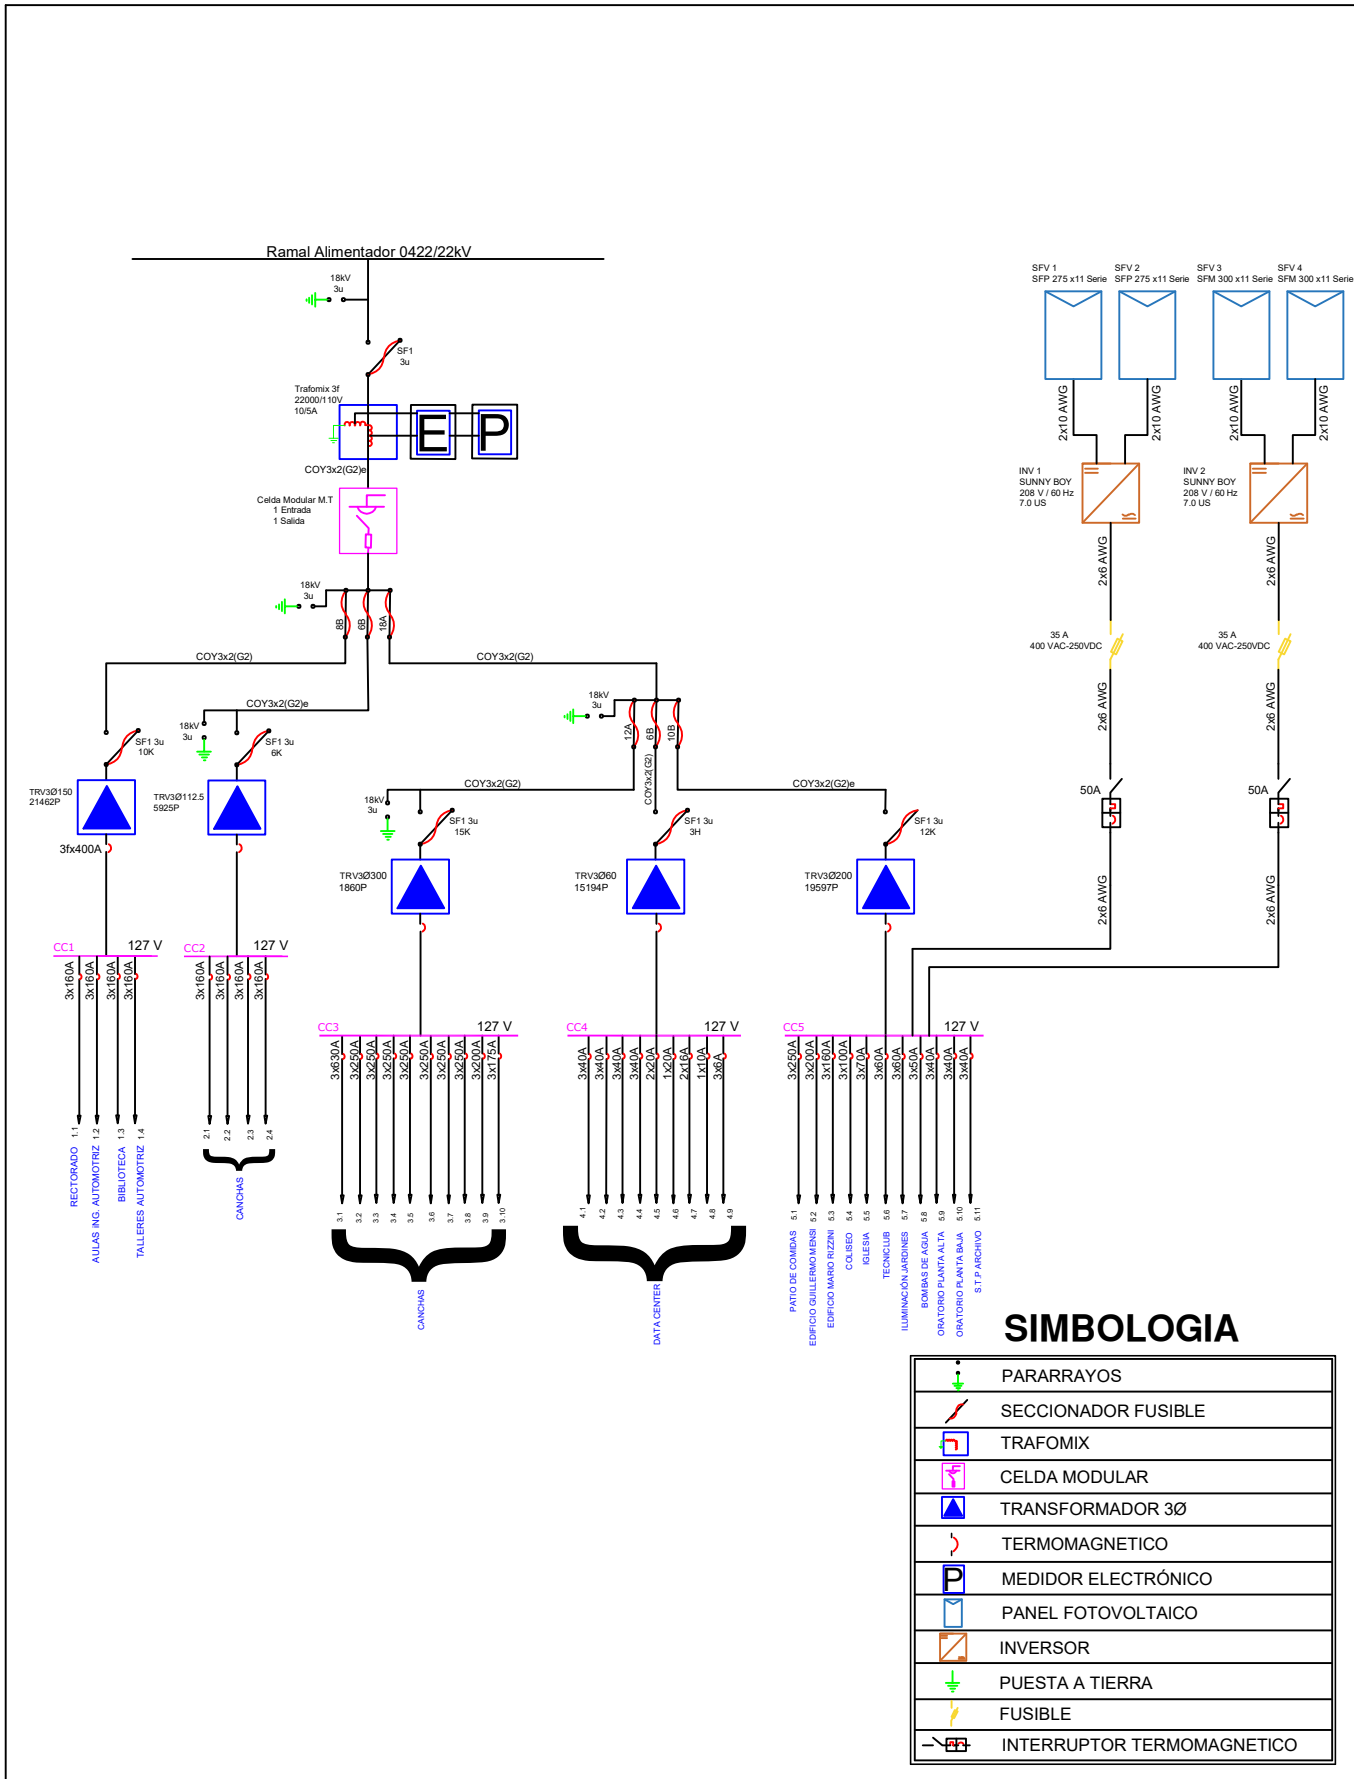 Ramal Alimentador 0422/22kV
18kV
3u
SF1
3u
Trafomix 3f
22000/110V
10/5A
E
P
COY3x2(G2)e
Celda Modular M.T
1 Entrada
1 Salida
18kV
3u
8B
6B
18A
COY3x2(G2)
COY3x2(G2)
COY3x2(G2)e
18kV
3u
SF1 3u
10K
SF1 3u
6K
TRV3Ø150
21462P
TRV3Ø112.5
5925P
3fx400A
18kV
3u
12A
6B
10B
COY3x2(G2)
COY3x2(G2)
COY3x2(G2)e
18kV
3u
SF1 3u
15K
SF1 3u
3H
SF1 3u
12K
TRV3Ø300
1860P
TRV3Ø60
15194P
TRV3Ø200
19597P
SFV 1
SFP 275 x11 Serie
SFV 2
SFP 275 x11 Serie
SFV 3
SFM 300 x11 Serie
SFV 4
SFM 300 x11 Serie
2x10 AWG
2x10 AWG
2x10 AWG
2x10 AWG
INV 1
SUNNY BOY
208 V / 60 Hz
7.0 US
INV 2
SUNNY BOY
208 V / 60 Hz
7.0 US
2x6 AWG
2x6 AWG
35 A
400 VAC-250VDC
35 A
400 VAC-250VDC
2x6 AWG
2x6 AWG
50A
50A
2x6 AWG
2x6 AWG
CC1
127 V
3x160A
3x160A
3x160A
3x160A
1.1
1.2
1.3
1.4
RECTORADO
AULAS ING. AUTOMOTRIZ
BIBLIOTECA
TALLERES AUTOMOTRIZ
CC2
127 V
3x160A
3x160A
3x160A
3x160A
2.1
2.2
2.3
2.4
CANCHAS
CC3
127 V
3x630A
3x250A
3x250A
3x250A
3x250A
3x250A
3x250A
3x250A
3x200A
3x175A
3.1
3.2
3.3
3.4
3.5
3.6
3.7
3.8
3.9
3.10
CANCHAS
CC4
127 V
3x40A
3x40A
3x40A
3x40A
2x20A
1x20A
2x16A
1x10A
3x6A
4.1
4.2
4.3
4.4
4.5
4.6
4.7
4.8
4.9
DATA CENTER
CC5
127 V
3x250A
3x200A
3x160A
3x100A
3x70A
3x60A
3x60A
3x50A
3x40A
3x40A
3x40A
5.1
5.2
5.3
5.4
5.5
5.6
5.7
5.8
5.9
5.10
5.11
PATIO DE COMIDAS
EDIFICIO GUILLERMO MENSI
EDIFICIO MARIO RIZZINI
COLISEO
IGLESIA
TECNICLUB
ILUMINACIÓN JARDINES
BOMBAS DE AGUA
ORATORIO PLANTA ALTA
ORATORIO PLANTA BAJA
S.T.P ARCHIVO
SIMBOLOGIA
PARARRAYOS
SECCIONADOR FUSIBLE
TRAFOMIX
CELDA MODULAR
TRANSFORMADOR 3Ø
TERMOMAGNETICO
P
MEDIDOR ELECTRÓNICO
PANEL FOTOVOLTAICO
INVERSOR
PUESTA A TIERRA
FUSIBLE
INTERRUPTOR TERMOMAGNETICO